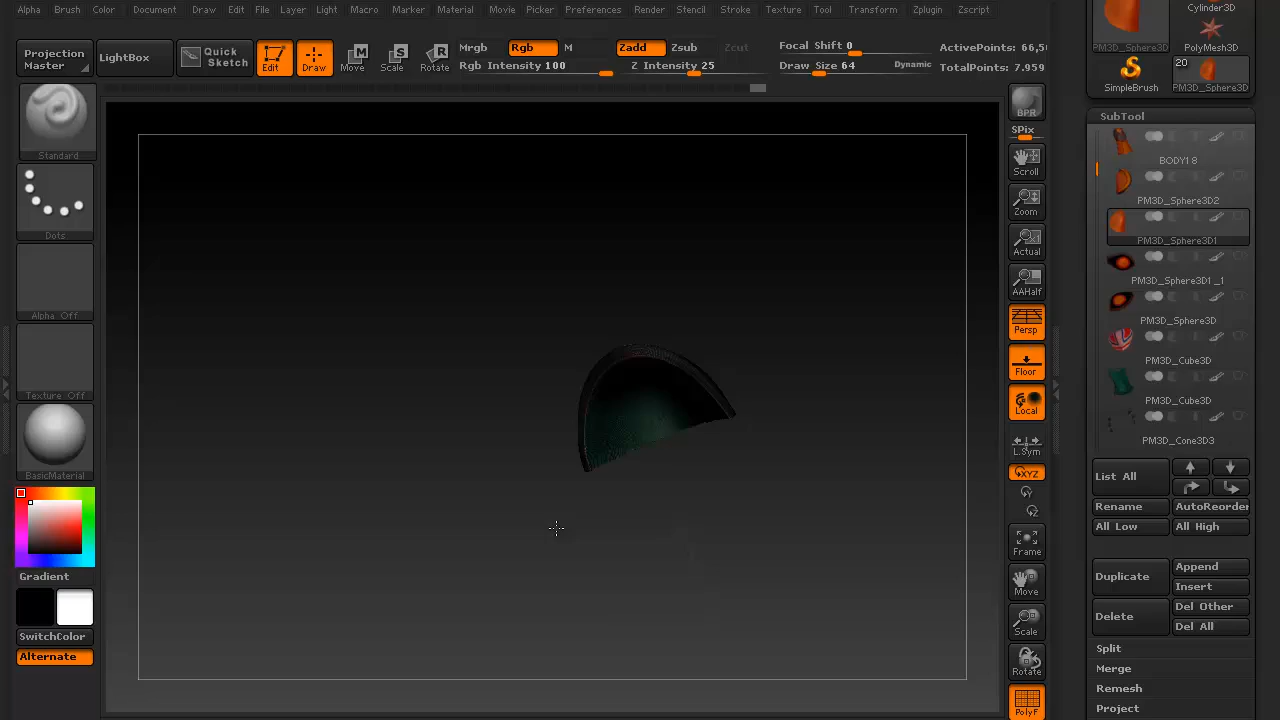 Alpha Brush Color Document Draw Edit File Layer Light Macro Marker Material Movie Picker Preferences Render Stencil Stroke Texture Tool Transform Zplugin Zscript
Projection Master
LightBox
Quick Sketch
Edit
Draw
Move
Scale
Rotate
Mrgb Rgb M
Rgb Intensity 100
Zadd Zsub Zcut
Z Intensity 25
Focal Shift 0
Draw Size 64 Dynamic
ActivePoints: 66,5
TotalPoints: 7.959
Standard
Dots
Alpha Off
Texture Off
BasicMaterial
Gradient
SwitchColor
Alternate
BPR
SPix
Scroll
Zoom
Actual
AAHalf
Persp
Floor
Local
L.Sym
XYZ
Y
Z
Frame
Move
Scale
Rotate
PolyF
Cylinder3D
PM3D_Sphere3D
PolyMesh3D
20
SimpleBrush
PM3D_Sphere3D
SubTool
BODY1 8
PM3D_Sphere3D2
PM3D_Sphere3D1
PM3D_Sphere3D1_1
PM3D_Sphere3D
PM3D_Cube3D
PM3D_Cube3D
PM3D_Cone3D3
List All
Rename
AutoReorder
All Low
All High
Duplicate
Append
Insert
Delete
Del Other
Del All
Split
Merge
Remesh
Project